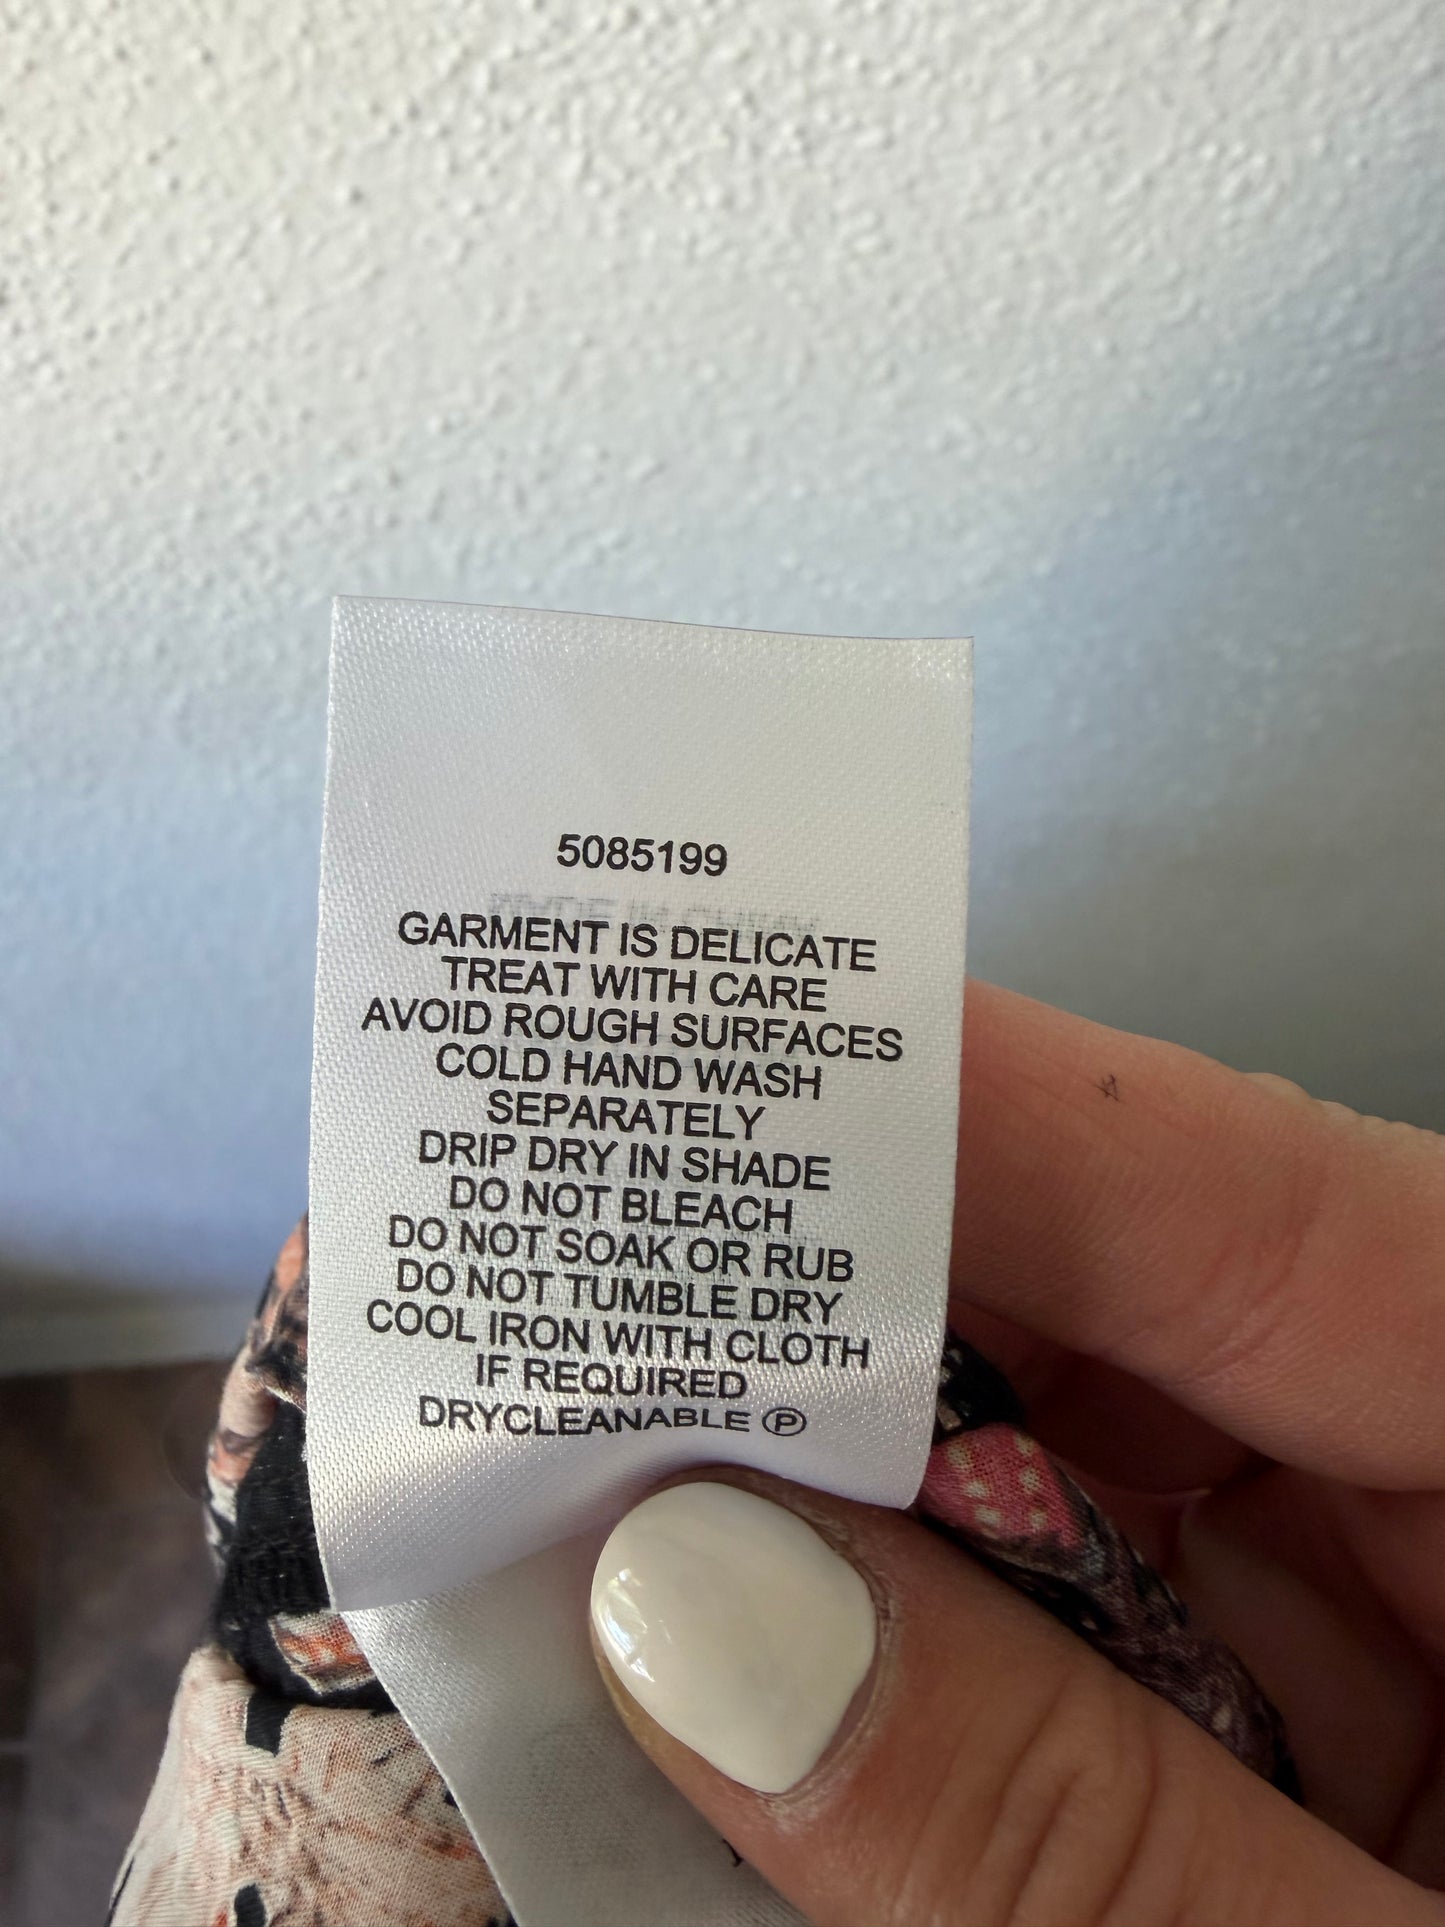 5085199
GARMENT IS DELICATE
TREAT WITH CARE
AVOID ROUGH SURFACES
COLD HAND WASH
SEPARATELY
DRIP DRY IN SHADE
DO NOT BLEACH
DO NOT SOAK OR RUB
DO NOT TUMBLE DRY
COOL IRON WITH CLOTH
IF REQUIRED
DRYCLEANABLE Ⓟ